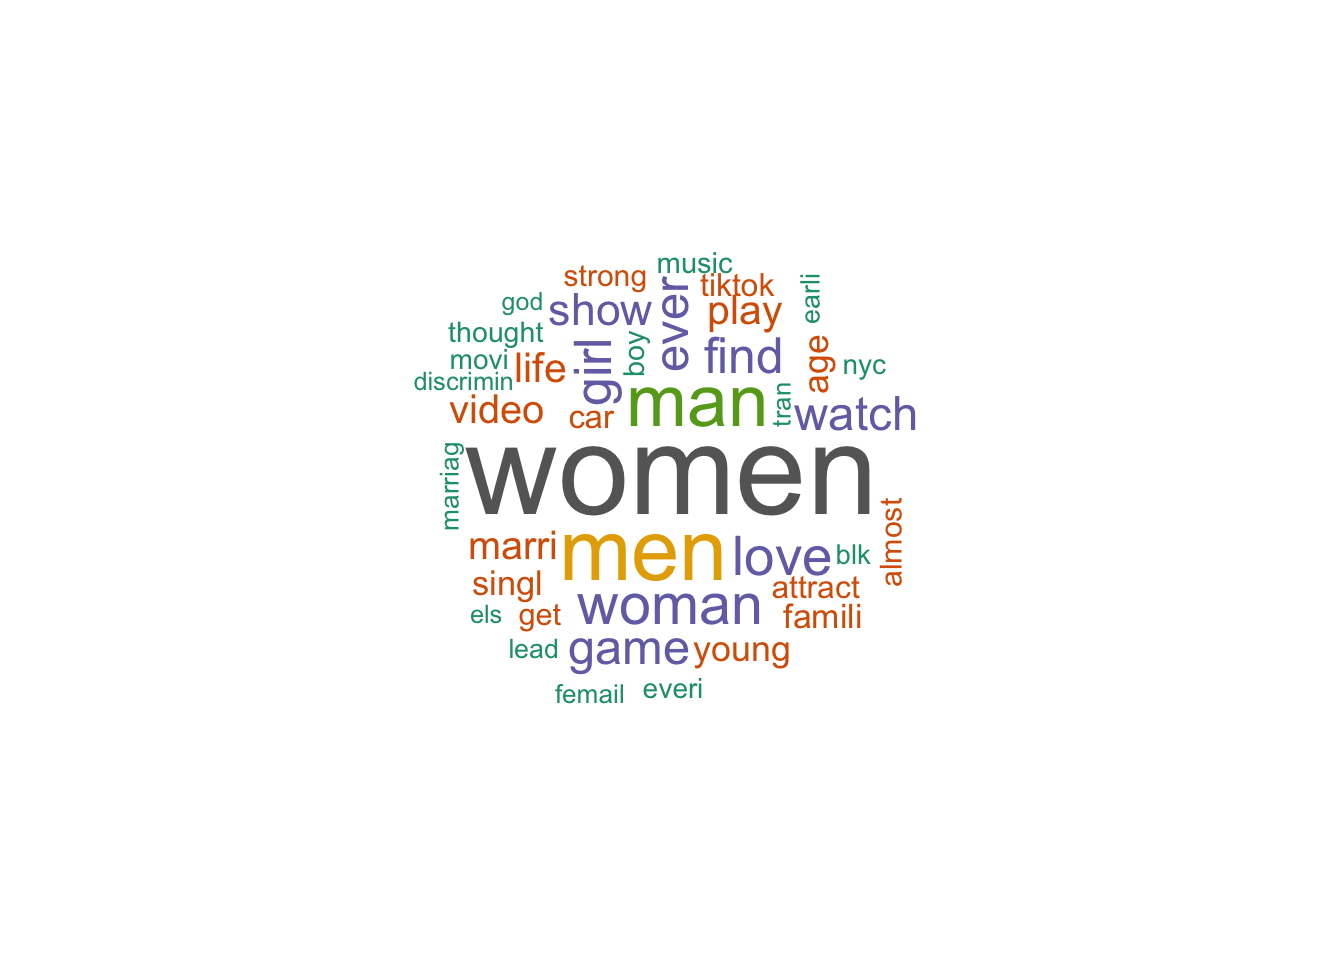 music
strong
tiktok
god
show
ever
play
earli
thought
boy
girl
find
age
movi
life
nyc
discrimin
man
tran
video
car
watch
women
marriag
almost
marri
men
love
blk
singl
attract
woman
els
get
famili
lead
game
young
femail
everi